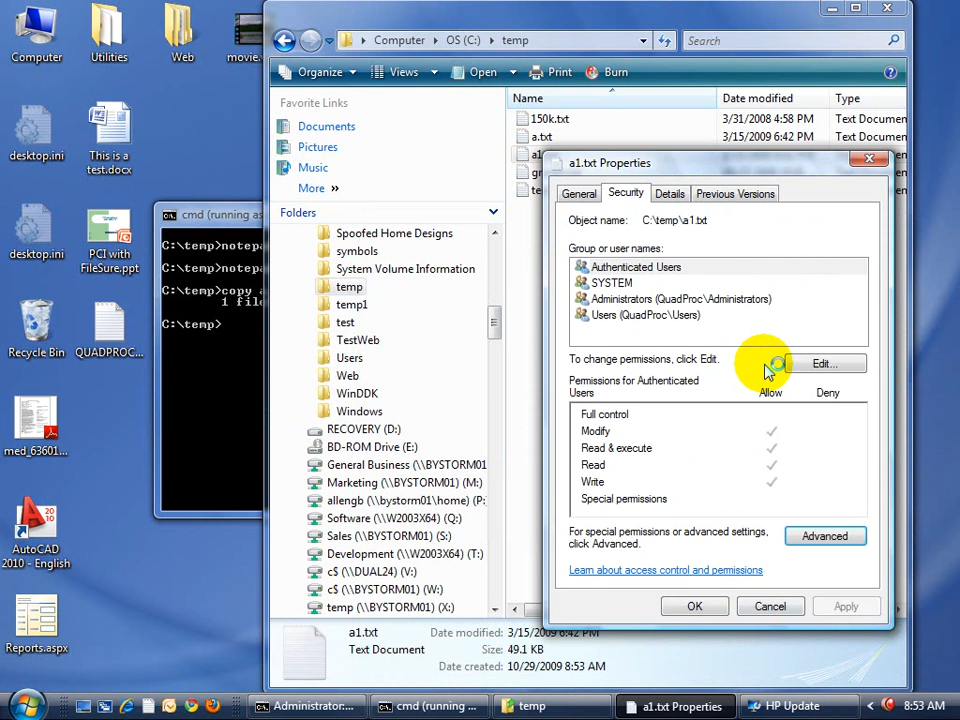 Computer
Utilities
Web
movie.
desktop.ini
This is a
test.docx
desktop.ini
PCI with
FileSure.ppt
Recycle Bin
QUADPROC...
med_63601...
AutoCAD
2010 - English
Reports.aspx
cmd (running as
C:\temp>notepa
C:\temp>notepa
C:\temp>copy a
1 file
C:\temp>
Computer
OS (C:)
temp
Search
Organize
Views
Open
Print
Burn
Favorite Links
Documents
Pictures
Music
More »
Folders
Spoofed Home Designs
symbols
System Volume Information
temp
temp1
test
TestWeb
Users
Web
WinDDK
Windows
RECOVERY (D:)
BD-ROM Drive (E:)
General Business (\\BYSTORM01
Marketing (\\BYSTORM01) (M:)
allengb (\\bystorm01\home) (P:
Software (\\W2003X64) (Q:)
Sales (\\BYSTORM01) (S:)
Development (\\W2003X64) (T:)
c$ (\\DUAL24) (V:)
c$ (\\BYSTORM01) (W:)
temp (\\BYSTORM01) (X:)
Name
Date modified
Type
150k.txt
3/31/2008 4:58 PM
Text Documen
a.txt
3/15/2009 6:42 PM
Text Documen
a1.txt Properties
General
Security
Details
Previous Versions
Object name: C:\temp\a1.txt
Group or user names:
Authenticated Users
SYSTEM
Administrators (QuadProc\Administrators)
Users (QuadProc\Users)
To change permissions, click Edit.
Edit...
Permissions for Authenticated
Users
Allow
Deny
Full control
Modify
Read & execute
Read
Write
Special permissions
For special permissions or advanced settings,
click Advanced.
Advanced
Learn about access control and permissions
OK
Cancel
Apply
a1.txt
Text Document
Date modified: 3/15/2009 6:42 PM
Size: 49.1 KB
Date created: 10/29/2009 8:53 AM
Administrator:...
cmd (running ...
temp
a1.txt Properties
HP Update
8:53 AM